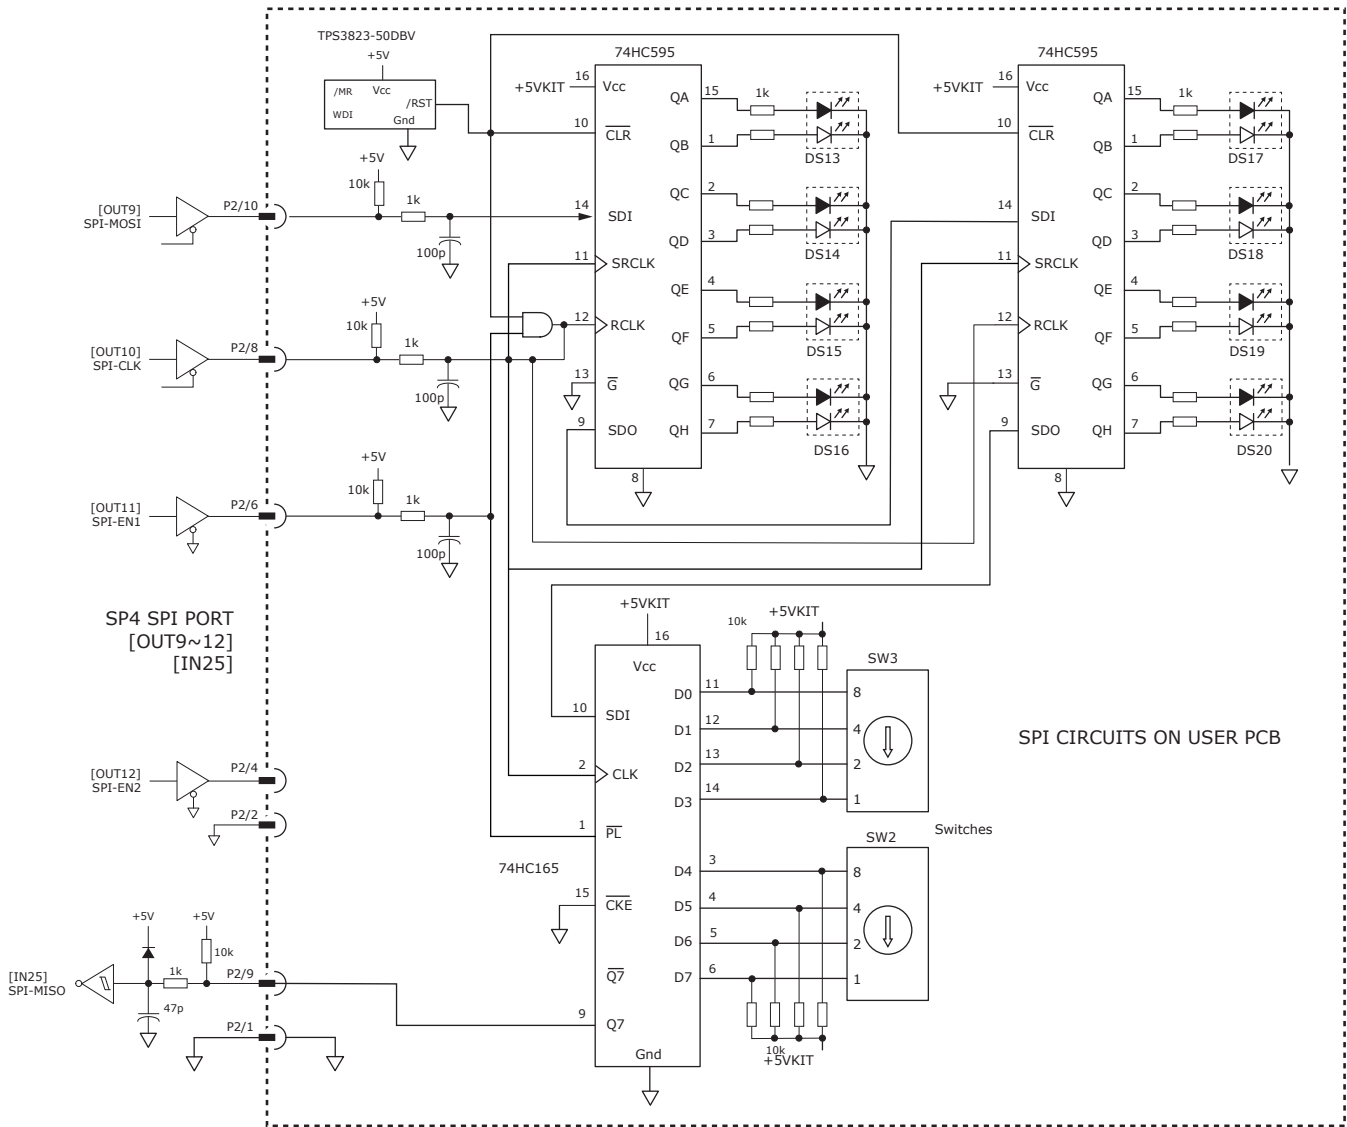 TPS3823-50DBV
+5V
/MR
Vcc
WDI
/RST
Gnd
74HC595
+5VKIT
16
Vcc
10
CLR
14
SDI
11
SRCLK
12
RCLK
13
G
9
SDO
8
QA
15
1k
QB
1
DS13
QC
2
QD
3
DS14
QE
4
QF
5
DS15
QG
6
QH
7
DS16
74HC595
+5VKIT
16
Vcc
10
CLR
14
SDI
11
SRCLK
12
RCLK
13
G
9
SDO
8
QA
15
1k
QB
1
DS17
QC
2
QD
3
DS18
QE
4
QF
5
DS19
QG
6
QH
7
DS20
[OUT9]
SPI-MOSI
P2/10
+5V
10k
1k
100p
[OUT10]
SPI-CLK
P2/8
+5V
10k
1k
100p
[OUT11]
SPI-EN1
P2/6
+5V
10k
1k
100p
SP4 SPI PORT
[OUT9~12]
[IN25]
[OUT12]
SPI-EN2
P2/4
P2/2
+5V
+5V
10k
[IN25]
SPI-MISO
1k
P2/9
47p
P2/1
+5VKIT
16
Vcc
10
SDI
2
CLK
1
PL
74HC165
15
CKE
Q7
9
Q7
Gnd
D0
11
D1
12
D2
13
D3
14
D4
3
D5
4
D6
5
D7
6
10k
+5VKIT
SW3
8
4
2
1
Switches
SW2
8
4
2
1
10k
+5VKIT
SPI CIRCUITS ON USER PCB